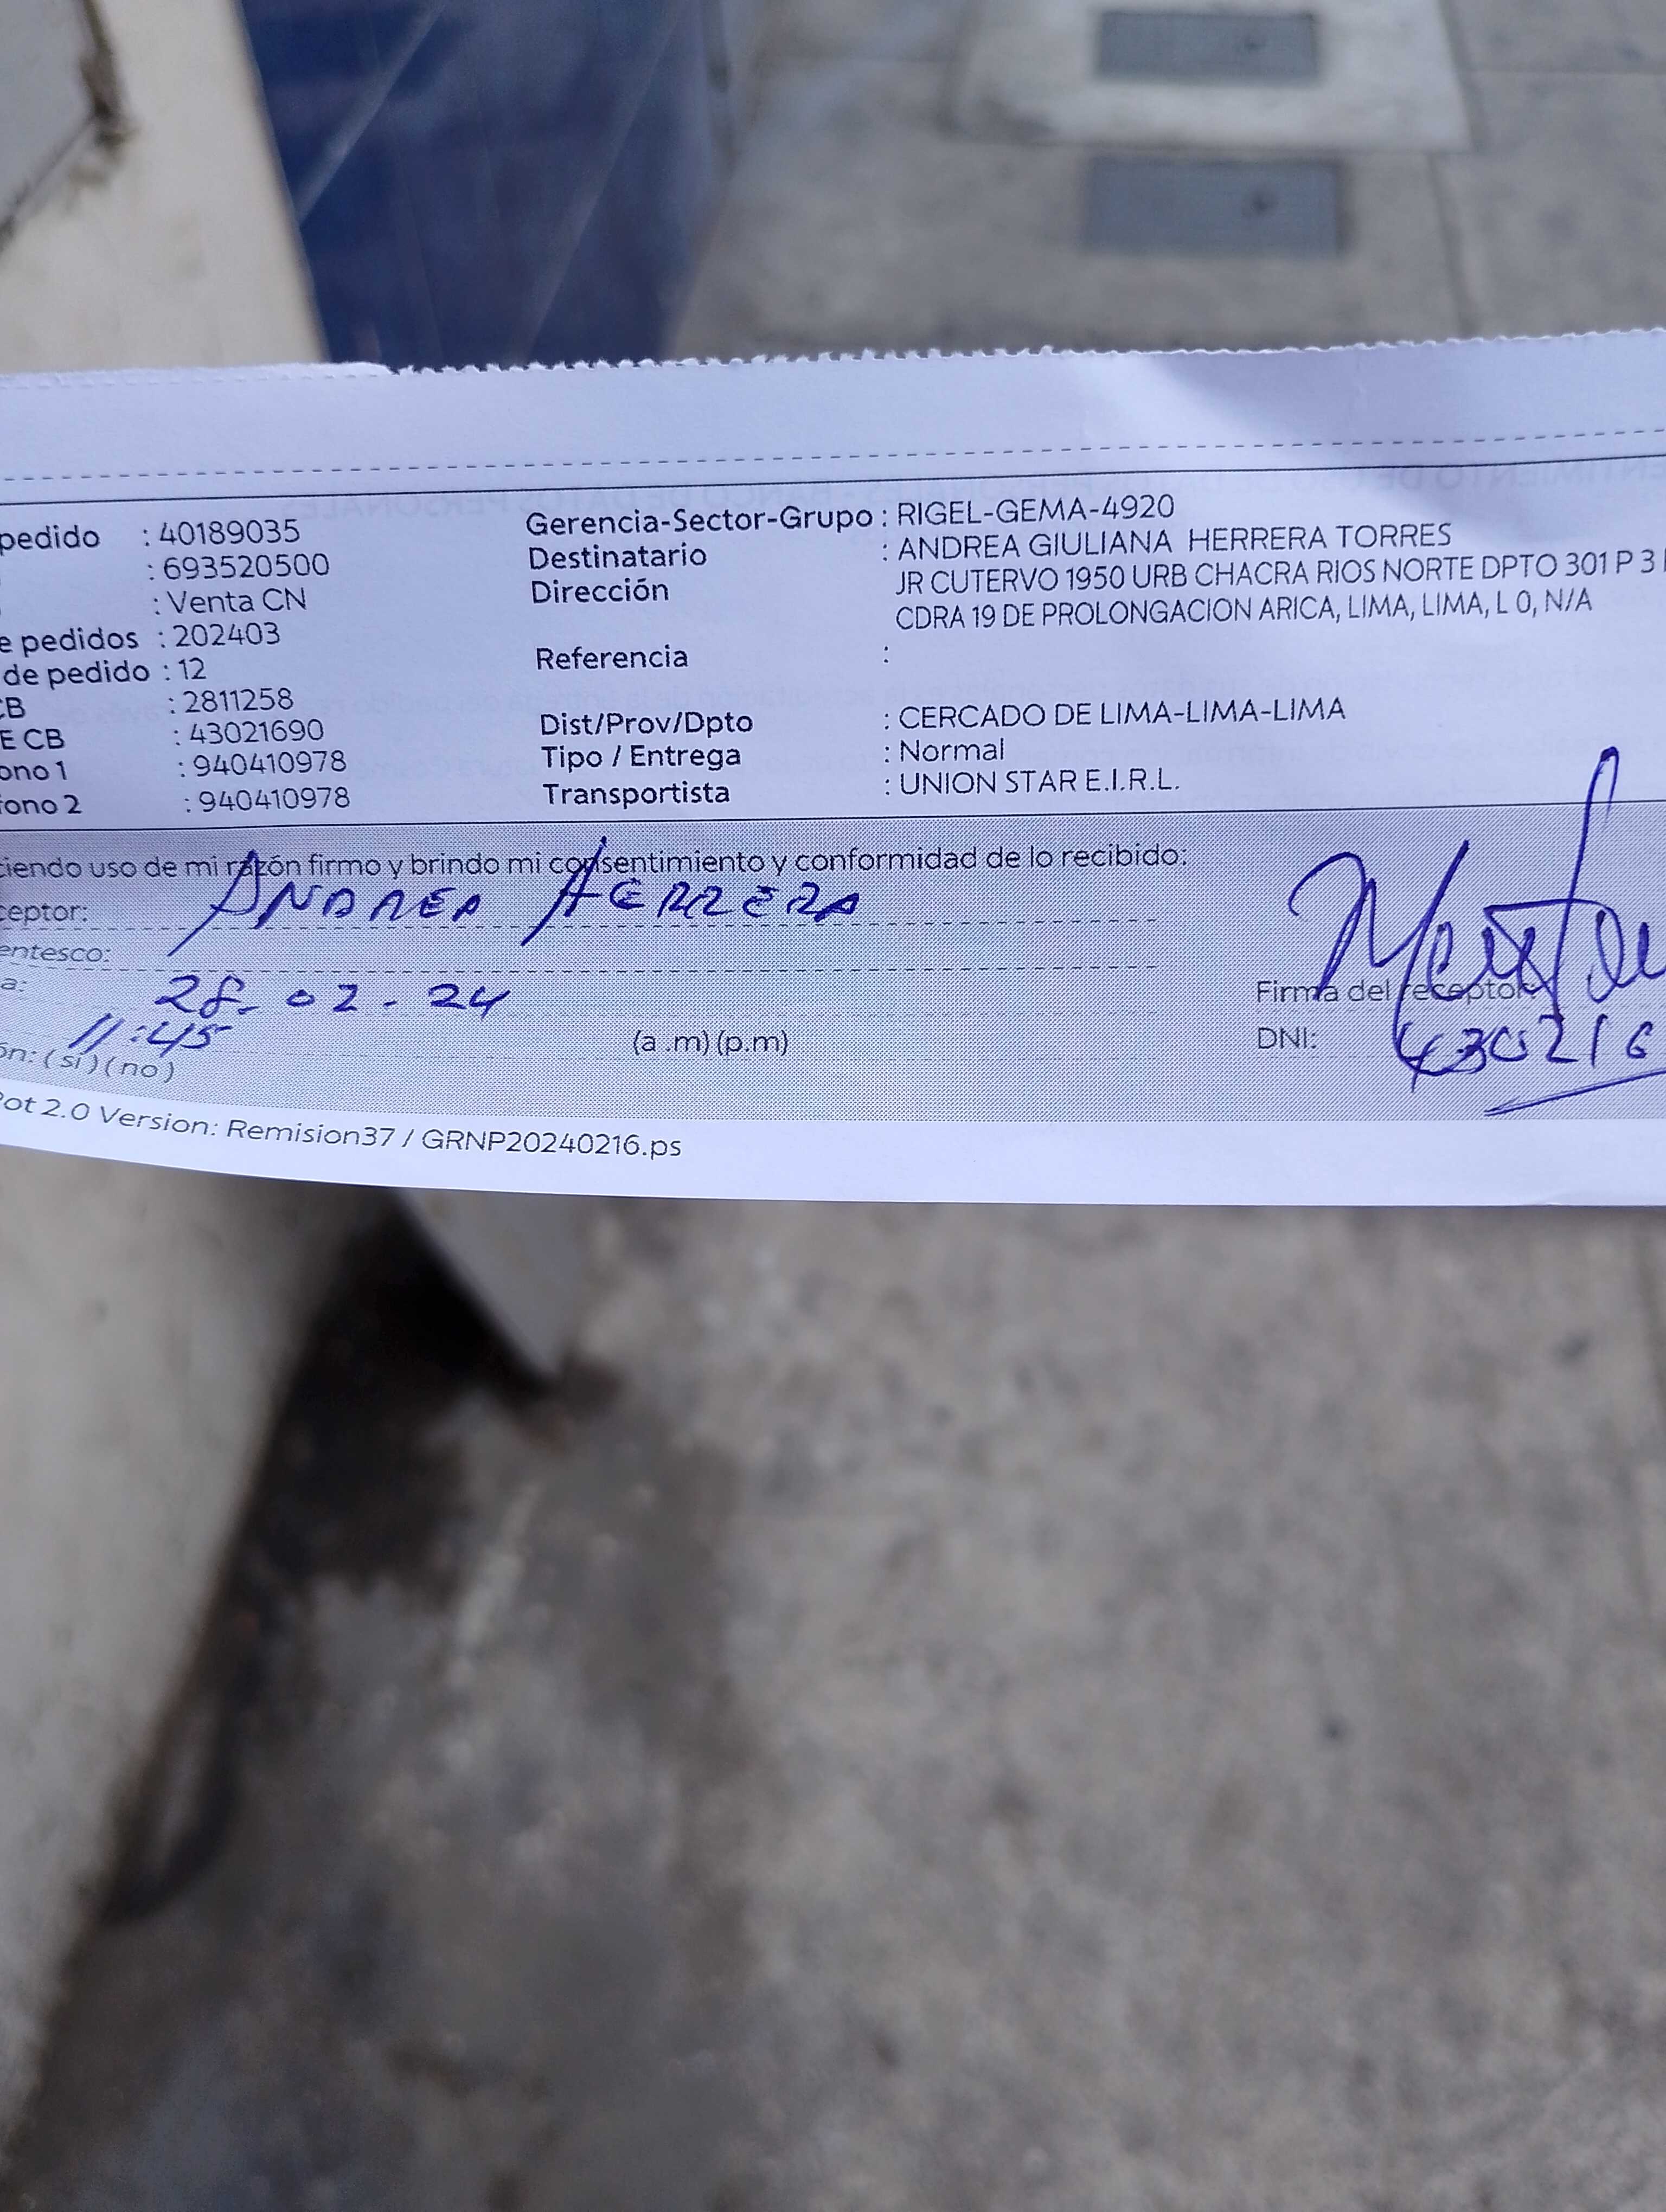 pedido : 40189035
: 693520500
: Venta CN
e pedidos : 202403
de pedido : 12
CB : 2811258
E CB : 43021690
ono 1 : 940410978
fono 2 : 940410978
Gerencia-Sector-Grupo : RIGEL-GEMA-4920
Destinatario : ANDREA GIULIANA HERRERA TORRES
Dirección JR CUTERVO 1950 URB CHACRA RIOS NORTE DPTO 301 P 3
CDRA 19 DE PROLONGACION ARICA, LIMA, LIMA, L 0, N/A
Referencia :
Dist/Prov/Dpto : CERCADO DE LIMA-LIMA-LIMA
Tipo / Entrega : Normal
Transportista : UNION STAR E.I.R.L.
ciendo uso de mi razón firmo y brindo mi consentimiento y conformidad de lo recibido:
ceptor: ANDREA HERRERA
entesco:
a: 28-02-24
11:45 (a .m) (p.m)
ón: (si) (no)
Firma del receptor:
DNI: 430216
ot 2.0 Version: Remision37 / GRNP20240216.ps